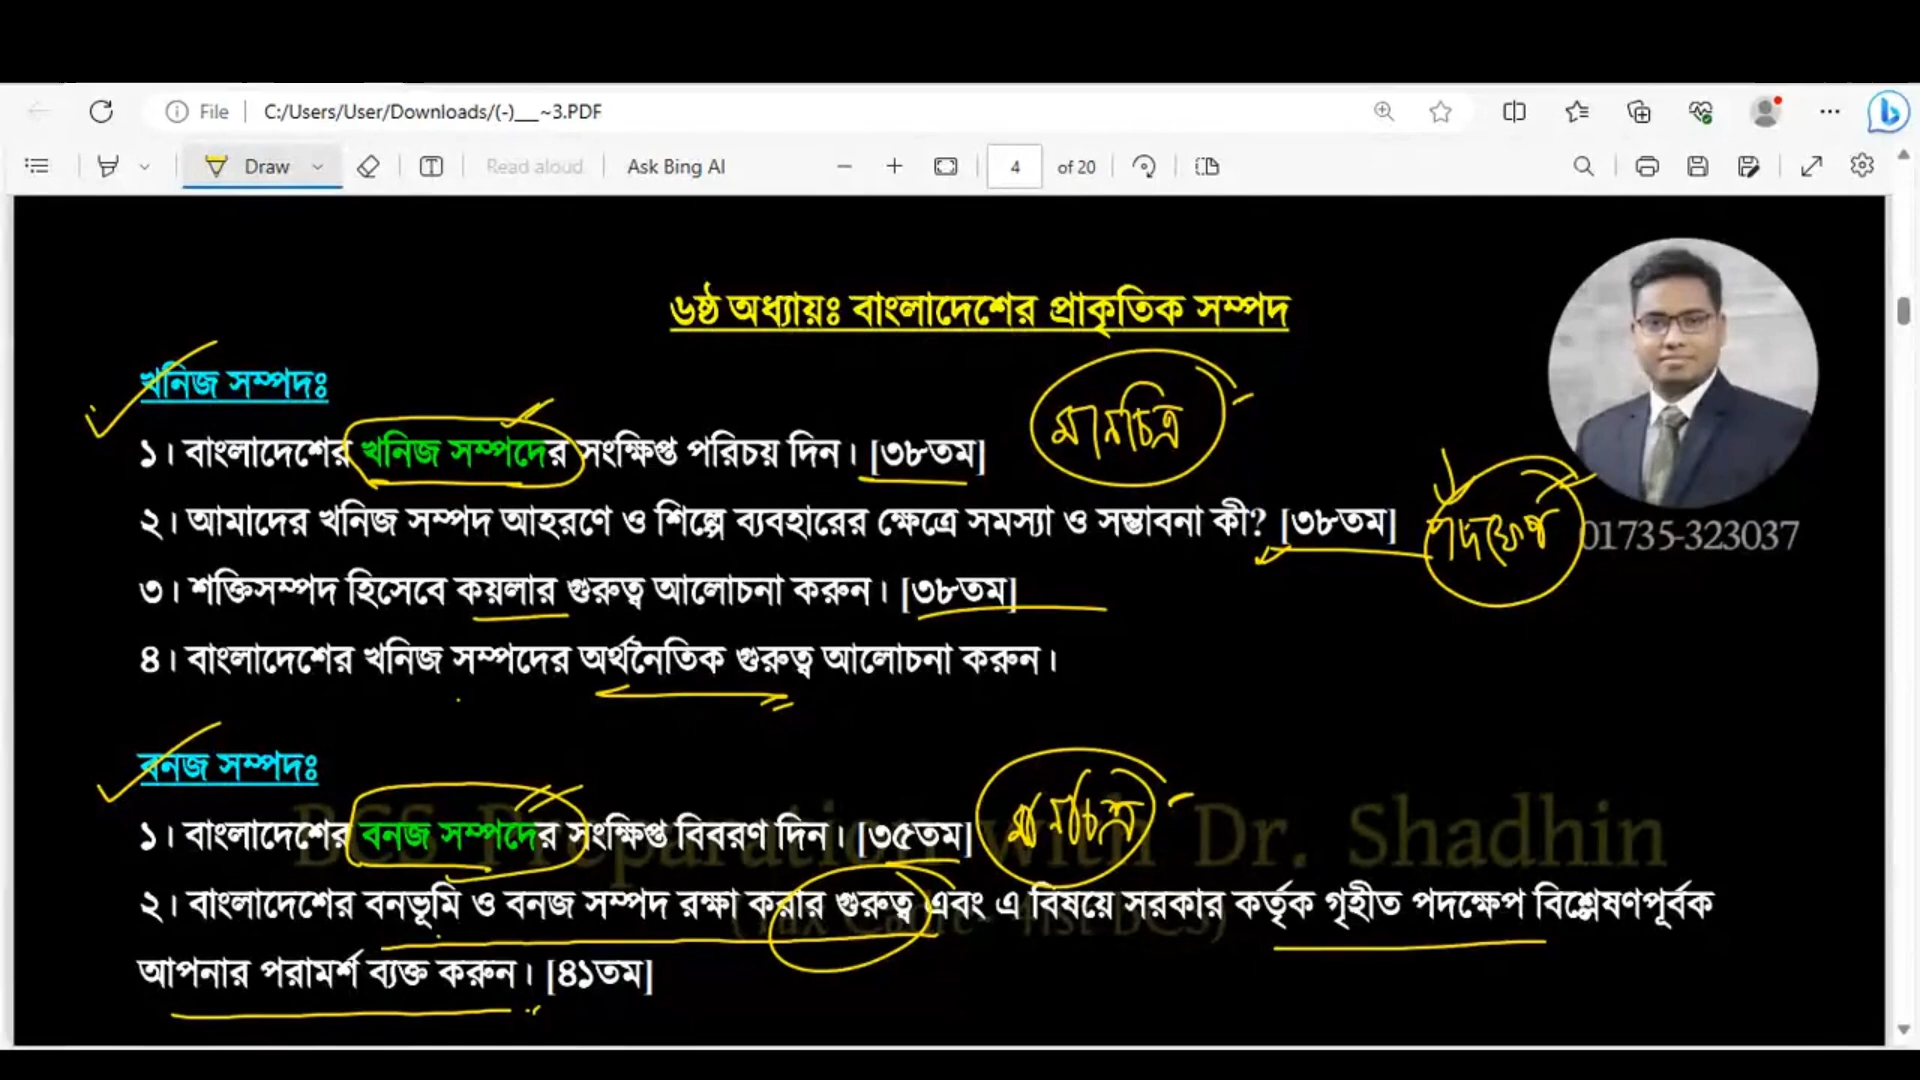 File C:/Users/User/Downloads/(-)___~3.PDF
Draw Read aloud Ask Bing AI 4 of 20
৬ষ্ঠ অধ্যায়ঃ বাংলাদেশের প্রাকৃতিক সম্পদ
খনিজ সম্পদঃ
মানচিত্র
১। বাংলাদেশের খনিজ সম্পদের সংক্ষিপ্ত পরিচয় দিন। [৩৮তম]
২। আমাদের খনিজ সম্পদ আহরণে ও শিল্পে ব্যবহারের ক্ষেত্রে সমস্যা ও সম্ভাবনা কী? [৩৮তম] পদক্ষেপ
01735-323037
৩। শক্তিসম্পদ হিসেবে কয়লার গুরুত্ব আলোচনা করুন। [৩৮তম]
৪। বাংলাদেশের খনিজ সম্পদের অর্থনৈতিক গুরুত্ব আলোচনা করুন।
বনজ সম্পদঃ
১। বাংলাদেশের বনজ সম্পদের সংক্ষিপ্ত বিবরণ দিন। [৩৫তম] মানচিত্র
BCS Preparation with Dr. Shadhin
২। বাংলাদেশের বনভূমি ও বনজ সম্পদ রক্ষা করার গুরুত্ব এবং এ বিষয়ে সরকার কর্তৃক গৃহীত পদক্ষেপ বিশ্লেষণপূর্বক
(Tax Cadre- 41st BCS)
আপনার পরামর্শ ব্যক্ত করুন। [৪১তম]